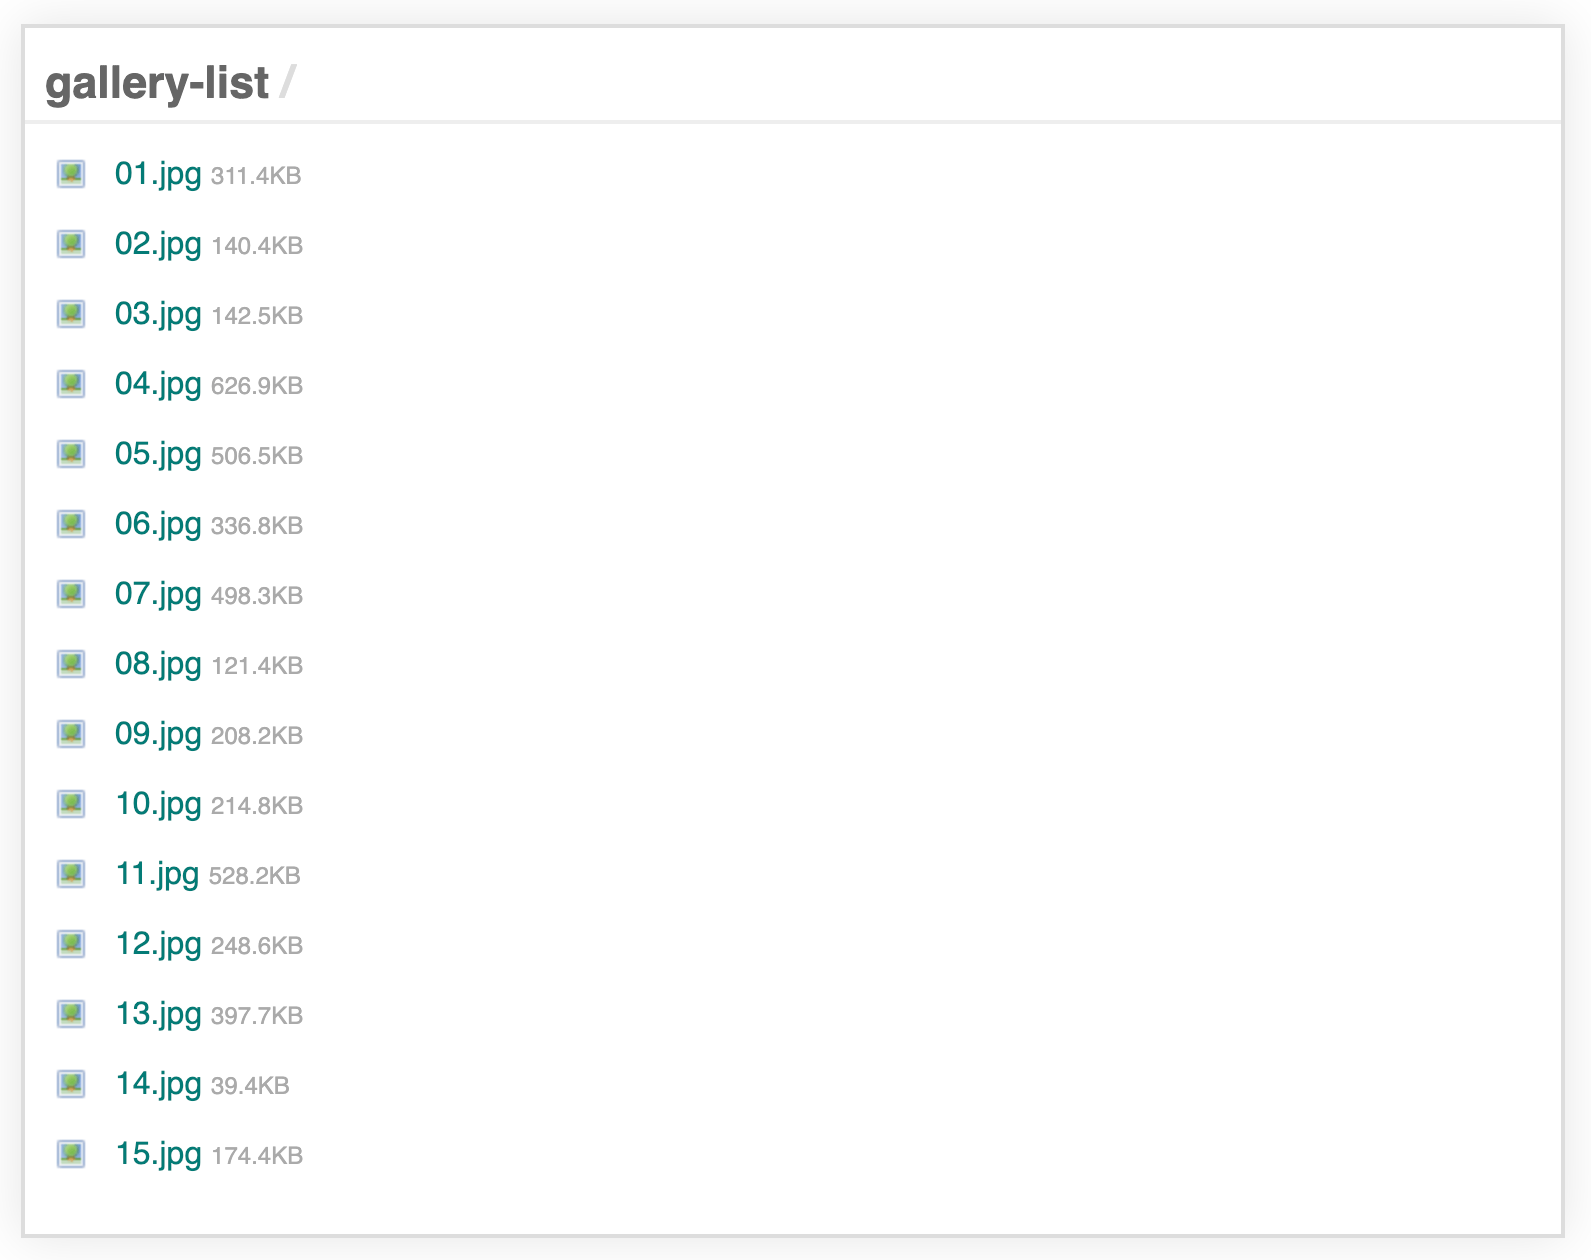 gallery-list /
01.jpg 311.4KB
02.jpg 140.4KB
03.jpg 142.5KB
04.jpg 626.9KB
05.jpg 506.5KB
06.jpg 336.8KB
07.jpg 498.3KB
08.jpg 121.4KB
09.jpg 208.2KB
10.jpg 214.8KB
11.jpg 528.2KB
12.jpg 248.6KB
13.jpg 397.7KB
14.jpg 39.4KB
15.jpg 174.4KB